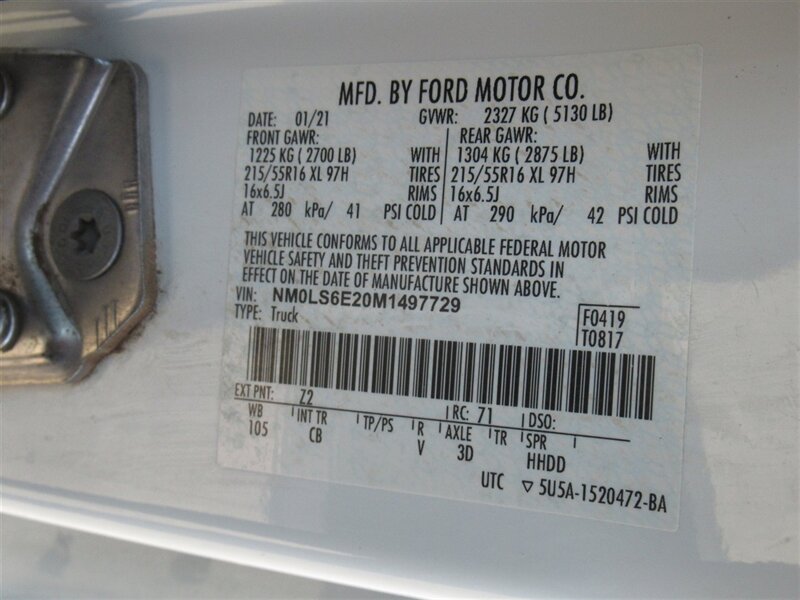 MFD. BY FORD MOTOR CO.
DATE: 01/21 GVWR: 2327 KG ( 5130 LB)
FRONT GAWR: REAR GAWR:
1225 KG ( 2700 LB) WITH 1304 KG ( 2875 LB) WITH
215/55R16 XL 97H TIRES 215/55R16 XL 97H TIRES
16x6.5J RIMS 16x6.5J RIMS
AT 280 kPa/ 41 PSI COLD AT 290 kPa/ 42 PSI COLD
THIS VEHICLE CONFORMS TO ALL APPLICABLE FEDERAL MOTOR
VEHICLE SAFETY AND THEFT PREVENTION STANDARDS IN
EFFECT ON THE DATE OF MANUFACTURE SHOWN ABOVE.
VIN: NM0LS6E20M1497729
TYPE: Truck
F0419
T0817
EXT PNT: Z2 RC: 71 DSO:
WB INT TR TP/PS R AXLE TR SPR
105 CB V 3D HHDD
UTC ▽ 5U5A-1520472-BA